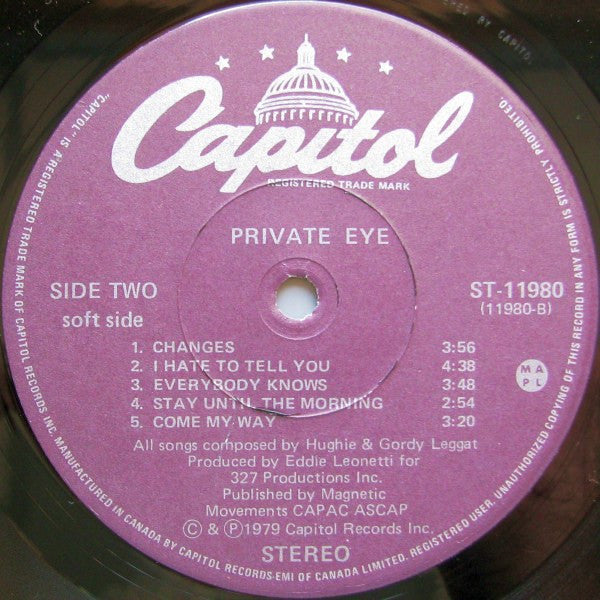 Capitol
REGISTERED TRADE MARK
PRIVATE EYE
SIDE TWO
soft side
ST-11980
(11980-B)
1. CHANGES 3:56
2. I HATE TO TELL YOU 4:38
3. EVERYBODY KNOWS 3:48
4. STAY UNTIL THE MORNING 2:54
5. COME MY WAY 3:20
M A
P L
All songs composed by Hughie & Gordy Leggat
Produced by Eddie Leonetti for
327 Productions Inc.
Published by Magnetic
Movements CAPAC ASCAP
© & ℗ 1979 Capitol Records Inc.
STEREO
"CAPITOL" IS A REGISTERED TRADE MARK OF CAPITOL RECORDS INC. MANUFACTURED IN CANADA BY CAPITOL RECORDS-EMI OF CANADA LIMITED. REGISTERED USER. UNAUTHORIZED COPYING OF THIS RECORD IN ANY FORM IS STRICTLY PROHIBITED.
BY CAPITOL